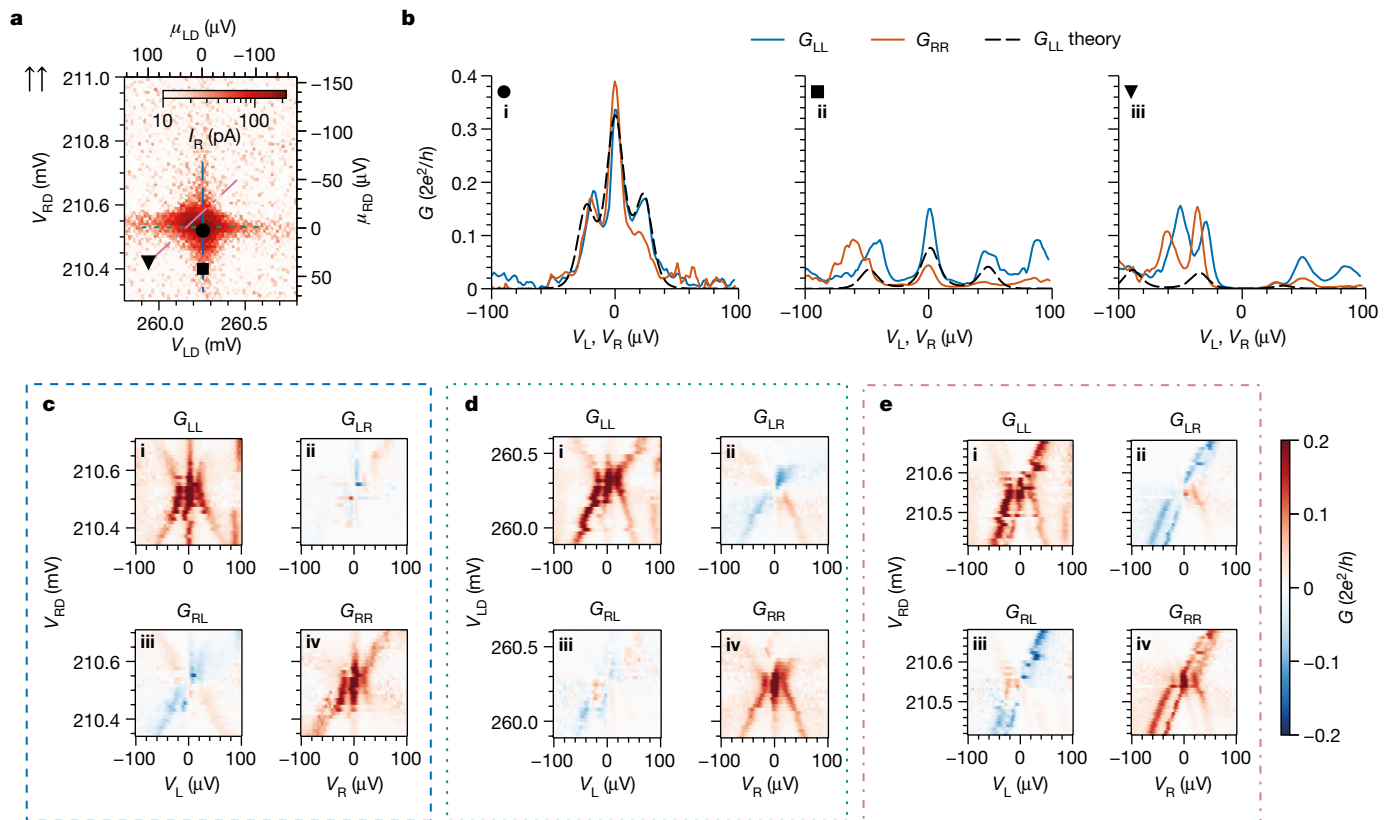 a
μLD (μV)
100 0 −100
↑↑
211.0
210.8
210.6
210.4
VRD (mV)
10 100
IR (pA)
−150
−100
−50
0
50
μRD (μV)
260.0 260.5
VLD (mV)
b
GLL GRR GLL theory
0.4
0.3
0.2
0.1
0
G (2e²/h)
i
−100 0 100
VL, VR (μV)
ii
−100 0 100
VL, VR (μV)
iii
−100 0 100
VL, VR (μV)
c
GLL
i
210.6
210.4
−100 0 100
GLR
ii
−100 0 100
VRD (mV)
GRL
iii
210.6
210.4
−100 0 100
VL (μV)
GRR
iv
−100 0 100
VR (μV)
d
GLL
i
260.5
260.0
−100 0 100
GLR
ii
−100 0 100
VLD (mV)
GRL
iii
260.5
260.0
−100 0 100
VL (μV)
GRR
iv
−100 0 100
VR (μV)
e
GLL
i
210.6
210.5
−100 0 100
GLR
ii
−100 0 100
VRD (mV)
GRL
iii
210.6
210.5
−100 0 100
VL (μV)
GRR
iv
−100 0 100
VR (μV)
0.2
0.1
0
−0.1
−0.2
G (2e²/h)